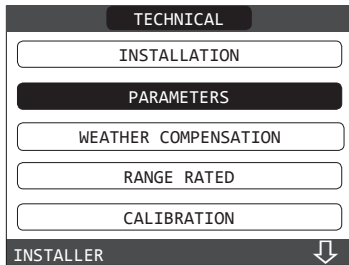 TECHNICAL
INSTALLATION
PARAMETERS
WEATHER COMPENSATION
RANGE RATED
CALIBRATION
INSTALLER